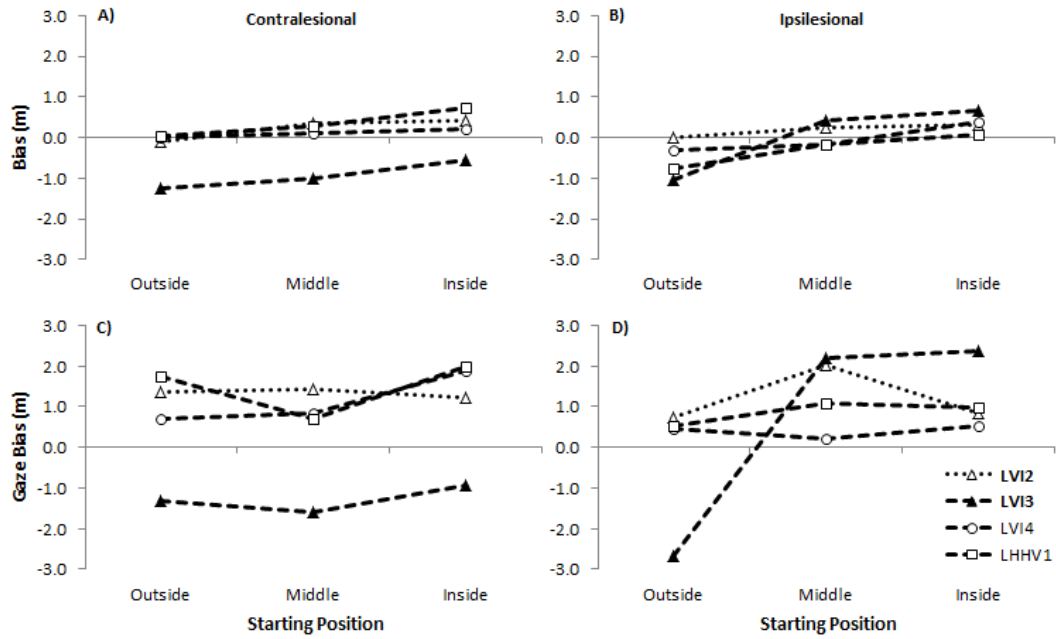 A)
Contralesional
3.0
2.0
1.0
0.0
-1.0
-2.0
-3.0
Bias (m)
Outside Middle Inside
B)
Ipsilesional
3.0
2.0
1.0
0.0
-1.0
-2.0
-3.0
Outside Middle Inside
C)
3.0
2.0
1.0
0.0
-1.0
-2.0
-3.0
Gaze Bias (m)
Outside Middle Inside
Starting Position
D)
3.0
2.0
1.0
0.0
-1.0
-2.0
-3.0
LVI2
LVI3
LVI4
LHHV1
Outside Middle Inside
Starting Position